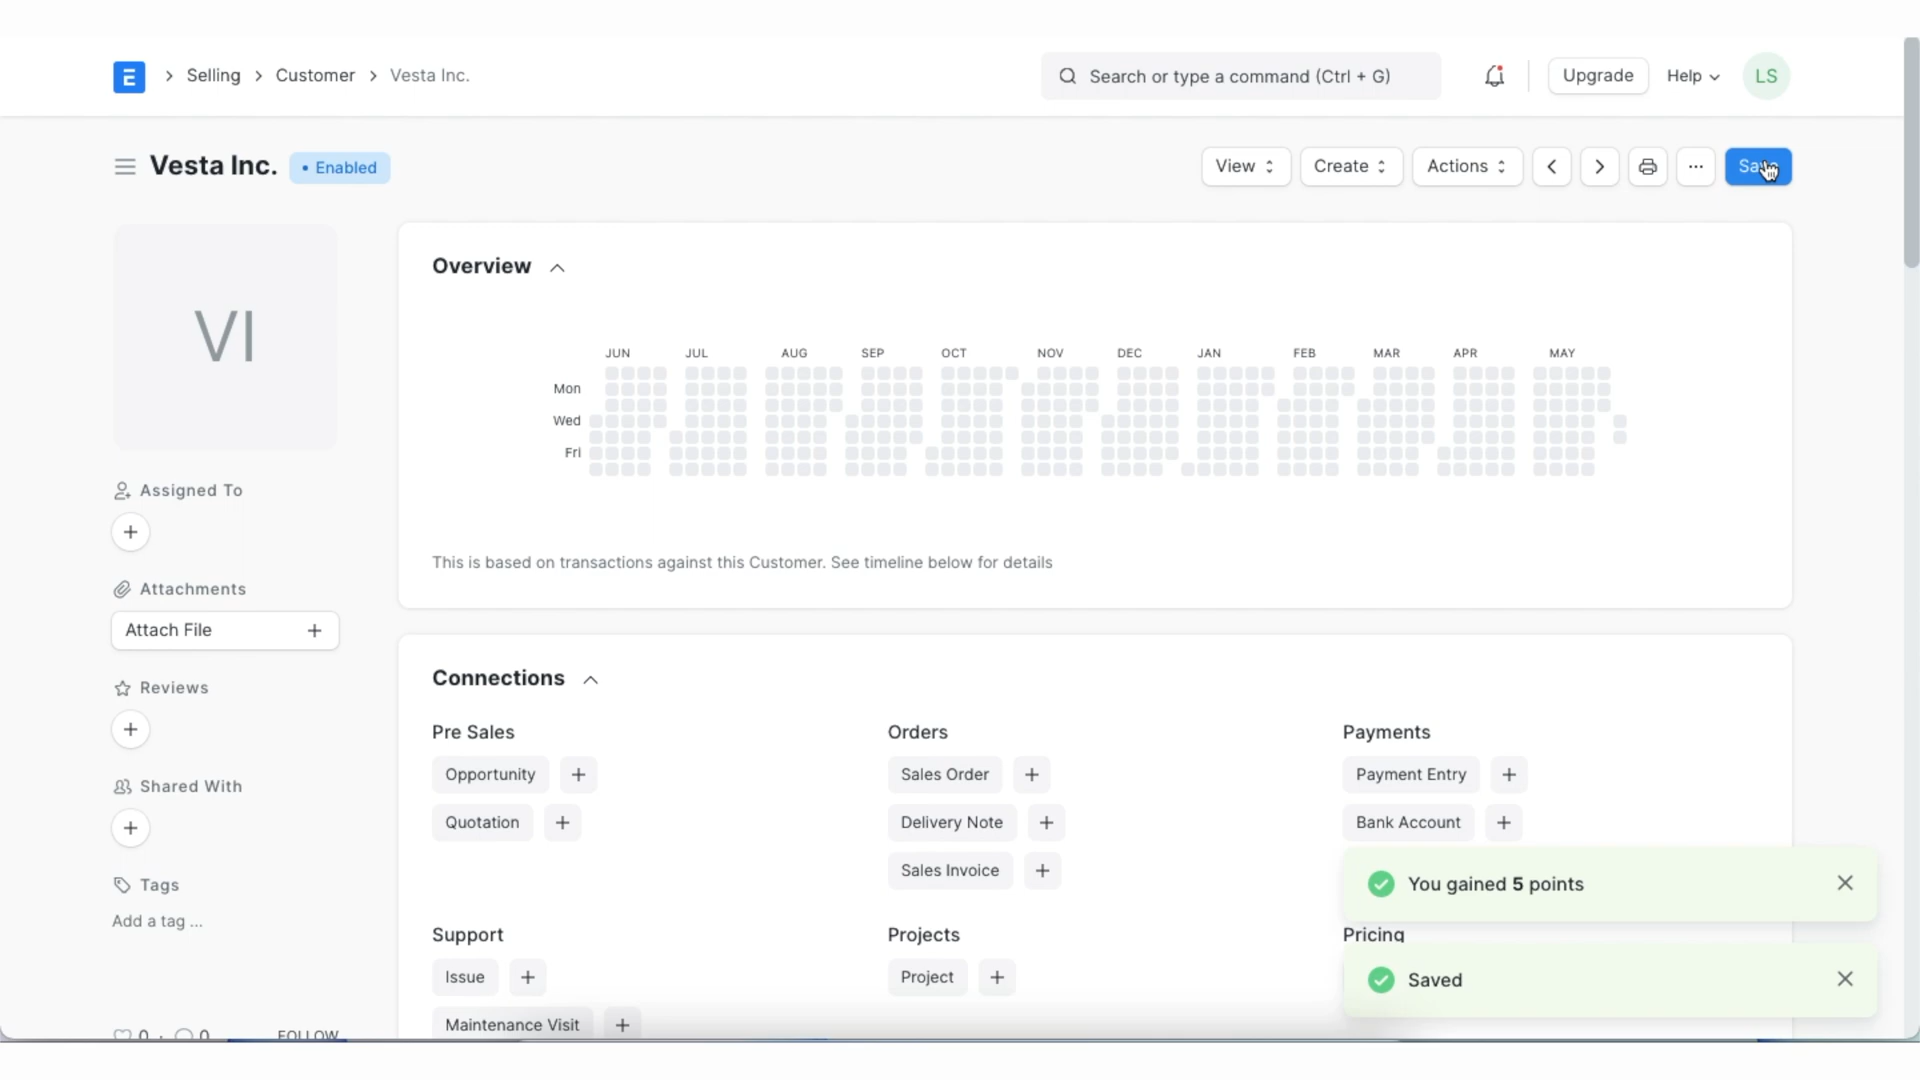 E > Selling > Customer > Vesta Inc.
Search or type a command (Ctrl + G)
Upgrade
Help
LS
Vesta Inc.
• Enabled
View
Create
Actions
···
VI
Assigned To
+
Attachments
Attach File +
Reviews
+
Shared With
+
Tags
Add a tag ...
0 · 0 FOLLOW
Overview
JUN JUL AUG SEP OCT NOV DEC JAN FEB MAR APR MAY
Mon
Wed
Fri
This is based on transactions against this Customer. See timeline below for details
Connections
Pre Sales
Opportunity +
Quotation +
Orders
Sales Order +
Delivery Note +
Sales Invoice +
Payments
Payment Entry +
Bank Account +
Support
Issue +
Maintenance Visit +
Projects
Project +
Pricing
You gained 5 points
Saved